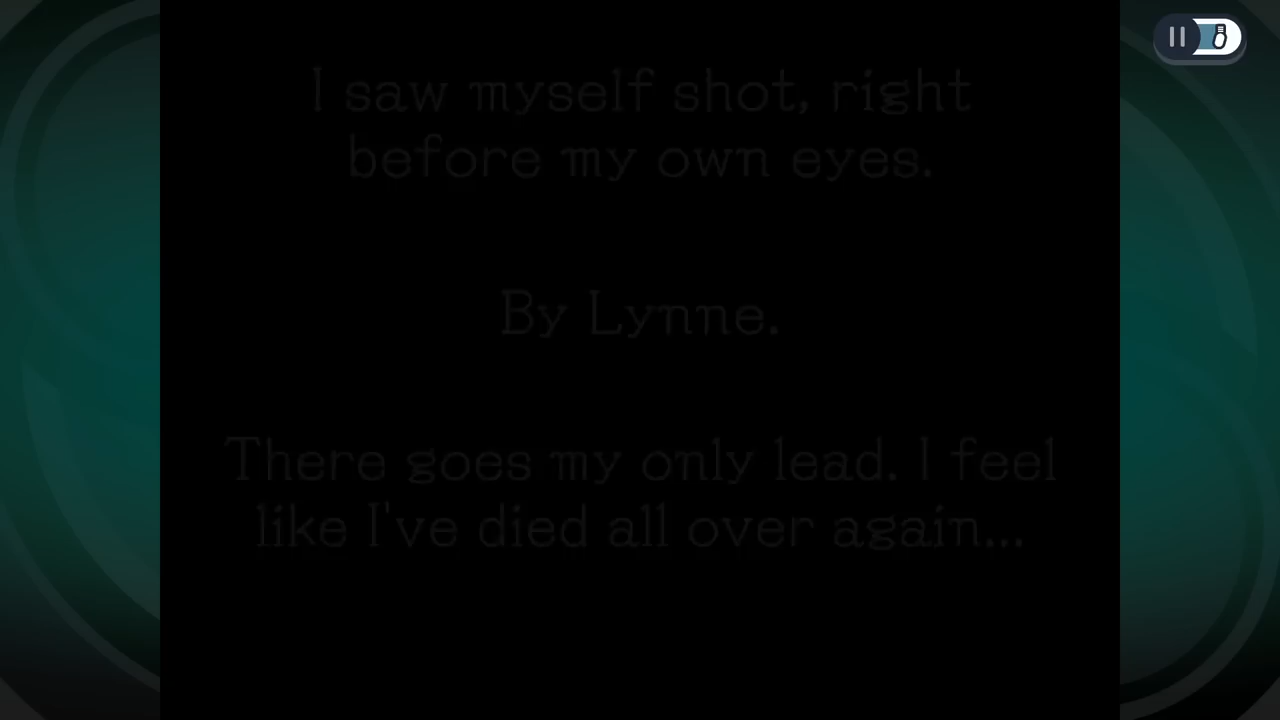 I saw myself shot, right
before my own eyes.
By Lynne.
There goes my only lead. I feel
like I've died all over again...